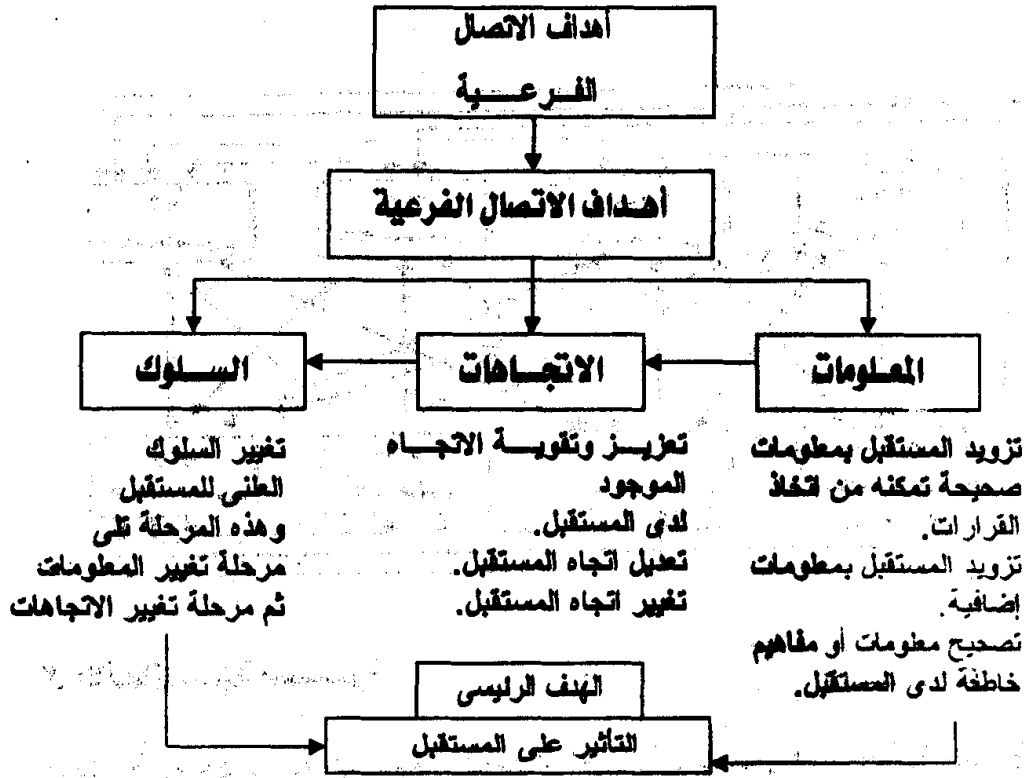 أهداف الاتصال
الفرعية
أهداف الاتصال الفرعية
المعلومات
الاتجاهات
السلوك
تزويد المستقبل بمعلومات
صحيحة تمكنه من اتخاذ
القرارات.
تزويد المستقبل بمعلومات
إضافية.
تصحيح معلومات أو مفاهيم
خاطئة لدى المستقبل.
تعزيز وتقوية الاتجاه
الموجود
لدى المستقبل.
تعديل اتجاه المستقبل.
تغيير اتجاه المستقبل.
تغيير السلوك
العلنى للمستقبل
وهذه المرحلة تلى
مرحلة تغيير المعلومات
ثم مرحلة تغيير الاتجاهات
الهدف الرئيسى
التأثير على المستقبل